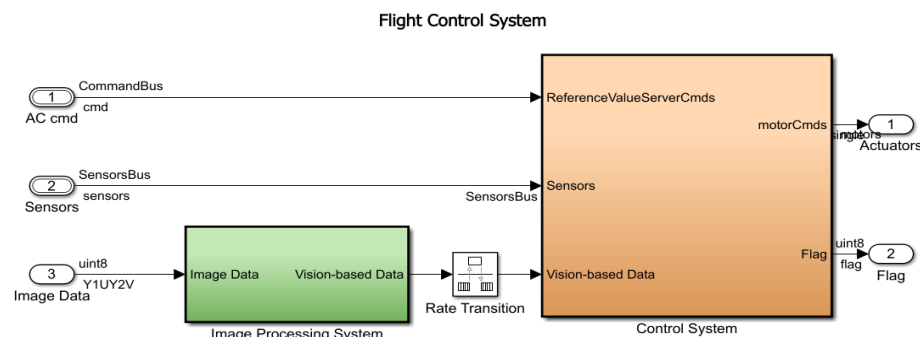 Flight Control System
CommandBus
1
cmd
AC cmd
ReferenceValueServerCmds
motorCmds
1
single
motors
Actuators
SensorsBus
2
sensors
Sensors
SensorsBus
Sensors
uint8
3
Y1UY2V
Image Data
Image Data
Vision-based Data
Image Processing System
Rate Transition
Vision-based Data
Flag
uint8
2
flag
Flag
Control System